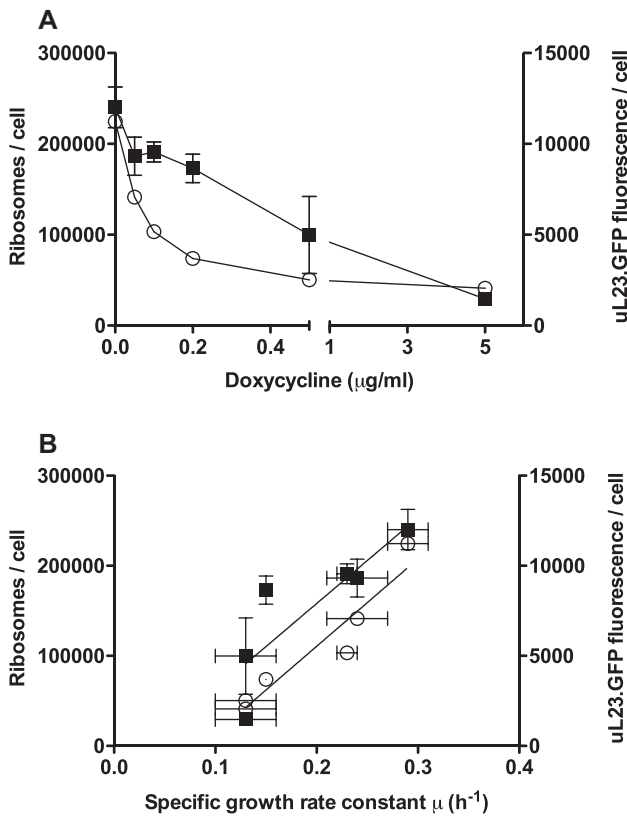 A
300000
200000
100000
0
Ribosomes / cell
15000
10000
5000
0
uL23.GFP fluorescence / cell
0.0 0.2 0.4 1 3 5
Doxycycline (μg/ml)
B
300000
200000
100000
0
Ribosomes / cell
15000
10000
5000
0
uL23.GFP fluorescence / cell
0.0 0.1 0.2 0.3 0.4
Specific growth rate constant μ (h⁻¹)